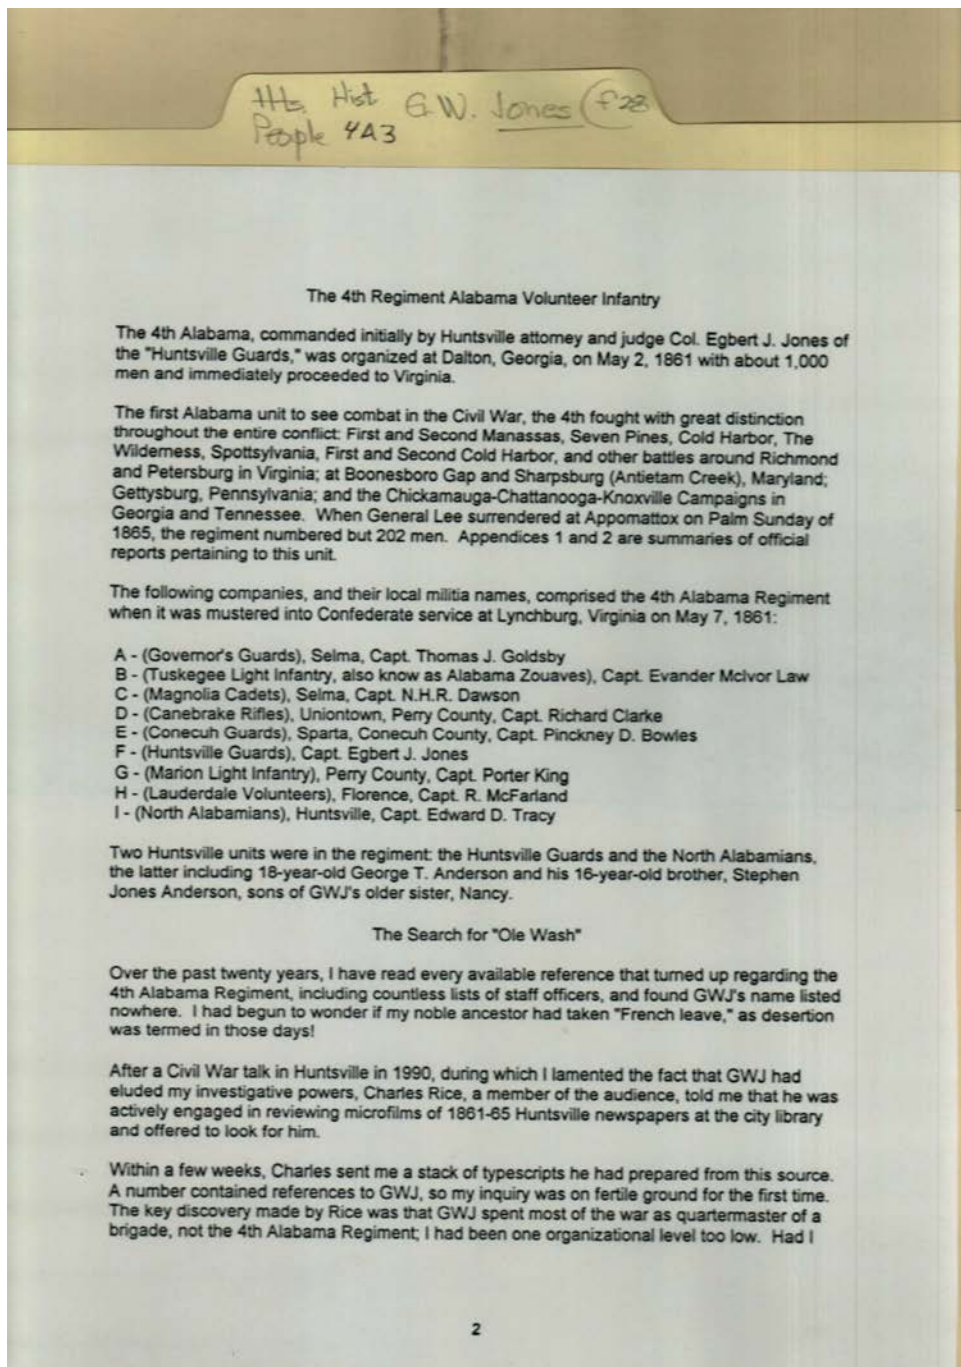 Hts. Hist G.W. Jones (f28)
People 4A3
The 4th Regiment Alabama Volunteer Infantry
The 4th Alabama, commanded initially by Huntsville attorney and judge Col. Egbert J. Jones of
the "Huntsville Guards," was organized at Dalton, Georgia, on May 2, 1861 with about 1,000
men and immediately proceeded to Virginia.
The first Alabama unit to see combat in the Civil War, the 4th fought with great distinction
throughout the entire conflict: First and Second Manassas, Seven Pines, Cold Harbor, The
Wilderness, Spottsylvania, First and Second Cold Harbor, and other battles around Richmond
and Petersburg in Virginia; at Boonesboro Gap and Sharpsburg (Antietam Creek), Maryland;
Gettysburg, Pennsylvania; and the Chickamauga-Chattanooga-Knoxville Campaigns in
Georgia and Tennessee. When General Lee surrendered at Appomattox on Palm Sunday of
1865, the regiment numbered but 202 men. Appendices 1 and 2 are summaries of official
reports pertaining to this unit.
The following companies, and their local militia names, comprised the 4th Alabama Regiment
when it was mustered into Confederate service at Lynchburg, Virginia on May 7, 1861:
A - (Governor's Guards), Selma, Capt. Thomas J. Goldsby
B - (Tuskegee Light Infantry, also know as Alabama Zouaves), Capt. Evander McIvor Law
C - (Magnolia Cadets), Selma, Capt. N.H.R. Dawson
D - (Canebrake Rifles), Uniontown, Perry County, Capt. Richard Clarke
E - (Conecuh Guards), Sparta, Conecuh County, Capt. Pinckney D. Bowles
F - (Huntsville Guards), Capt. Egbert J. Jones
G - (Marion Light Infantry), Perry County, Capt. Porter King
H - (Lauderdale Volunteers), Florence, Capt. R. McFarland
I - (North Alabamians), Huntsville, Capt. Edward D. Tracy
Two Huntsville units were in the regiment: the Huntsville Guards and the North Alabamians,
the latter including 18-year-old George T. Anderson and his 16-year-old brother, Stephen
Jones Anderson, sons of GWJ's older sister, Nancy.
The Search for "Ole Wash"
Over the past twenty years, I have read every available reference that turned up regarding the
4th Alabama Regiment, including countless lists of staff officers, and found GWJ's name listed
nowhere. I had begun to wonder if my noble ancestor had taken "French leave," as desertion
was termed in those days!
After a Civil War talk in Huntsville in 1990, during which I lamented the fact that GWJ had
eluded my investigative powers, Charles Rice, a member of the audience, told me that he was
actively engaged in reviewing microfilms of 1861-65 Huntsville newspapers at the city library
and offered to look for him.
Within a few weeks, Charles sent me a stack of typescripts he had prepared from this source.
A number contained references to GWJ, so my inquiry was on fertile ground for the first time.
The key discovery made by Rice was that GWJ spent most of the war as quartermaster of a
brigade, not the 4th Alabama Regiment; I had been one organizational level too low. Had I
2